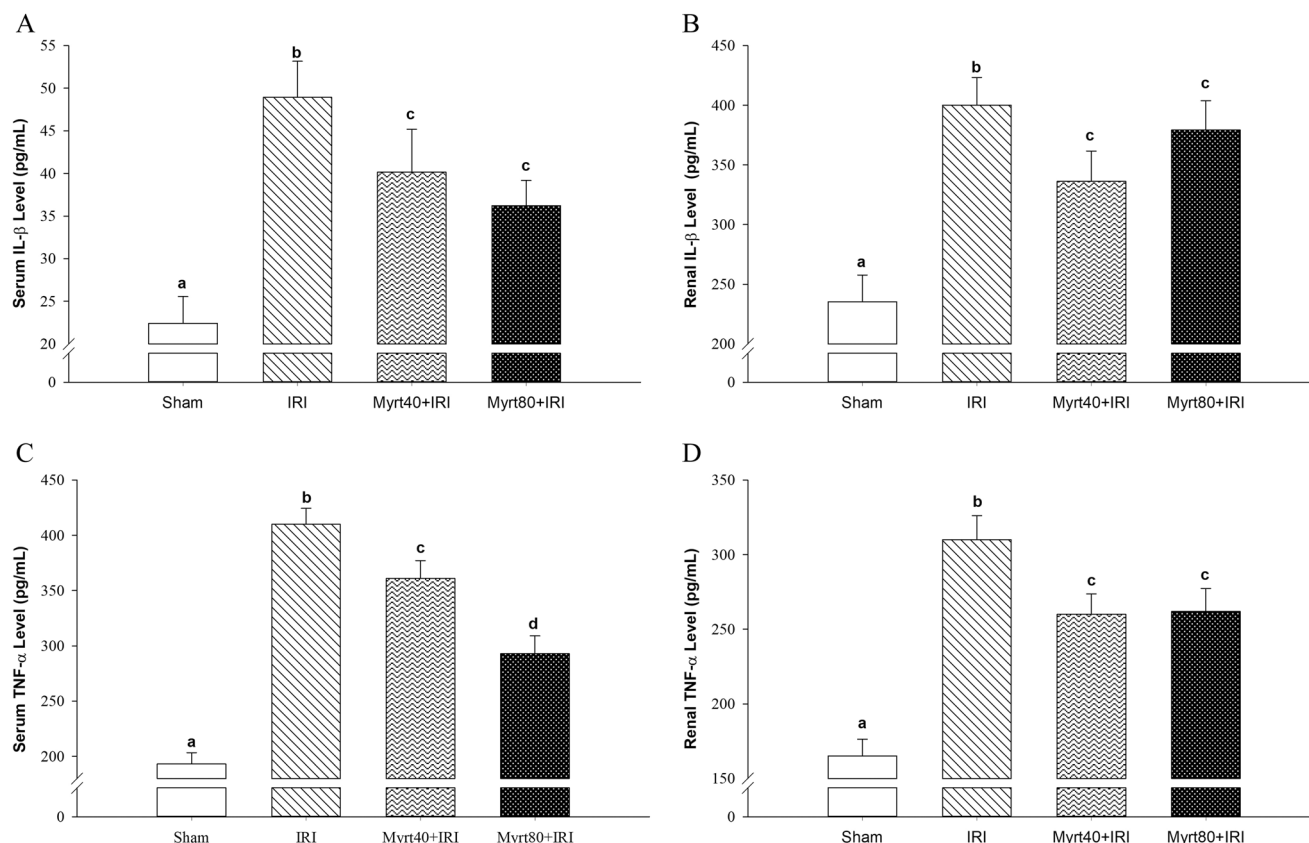 A
Serum IL-β Level (pg/mL)
55
50
45
40
35
30
25
20
0
a
b
c
c
Sham IRI Myrt40+IRI Myrt80+IRI
B
Renal IL-β Level (pg/mL)
400
350
300
250
200
0
a
b
c
c
Sham IRI Myrt40+IRI Myrt80+IRI
C
Serum TNF-α Level (pg/mL)
450
400
350
300
250
200
0
a
b
c
d
Sham IRI Myrt40+IRI Myrt80+IRI
D
Renal TNF-α Level (pg/mL)
350
300
250
200
150
0
a
b
c
c
Sham IRI Myrt40+IRI Myrt80+IRI